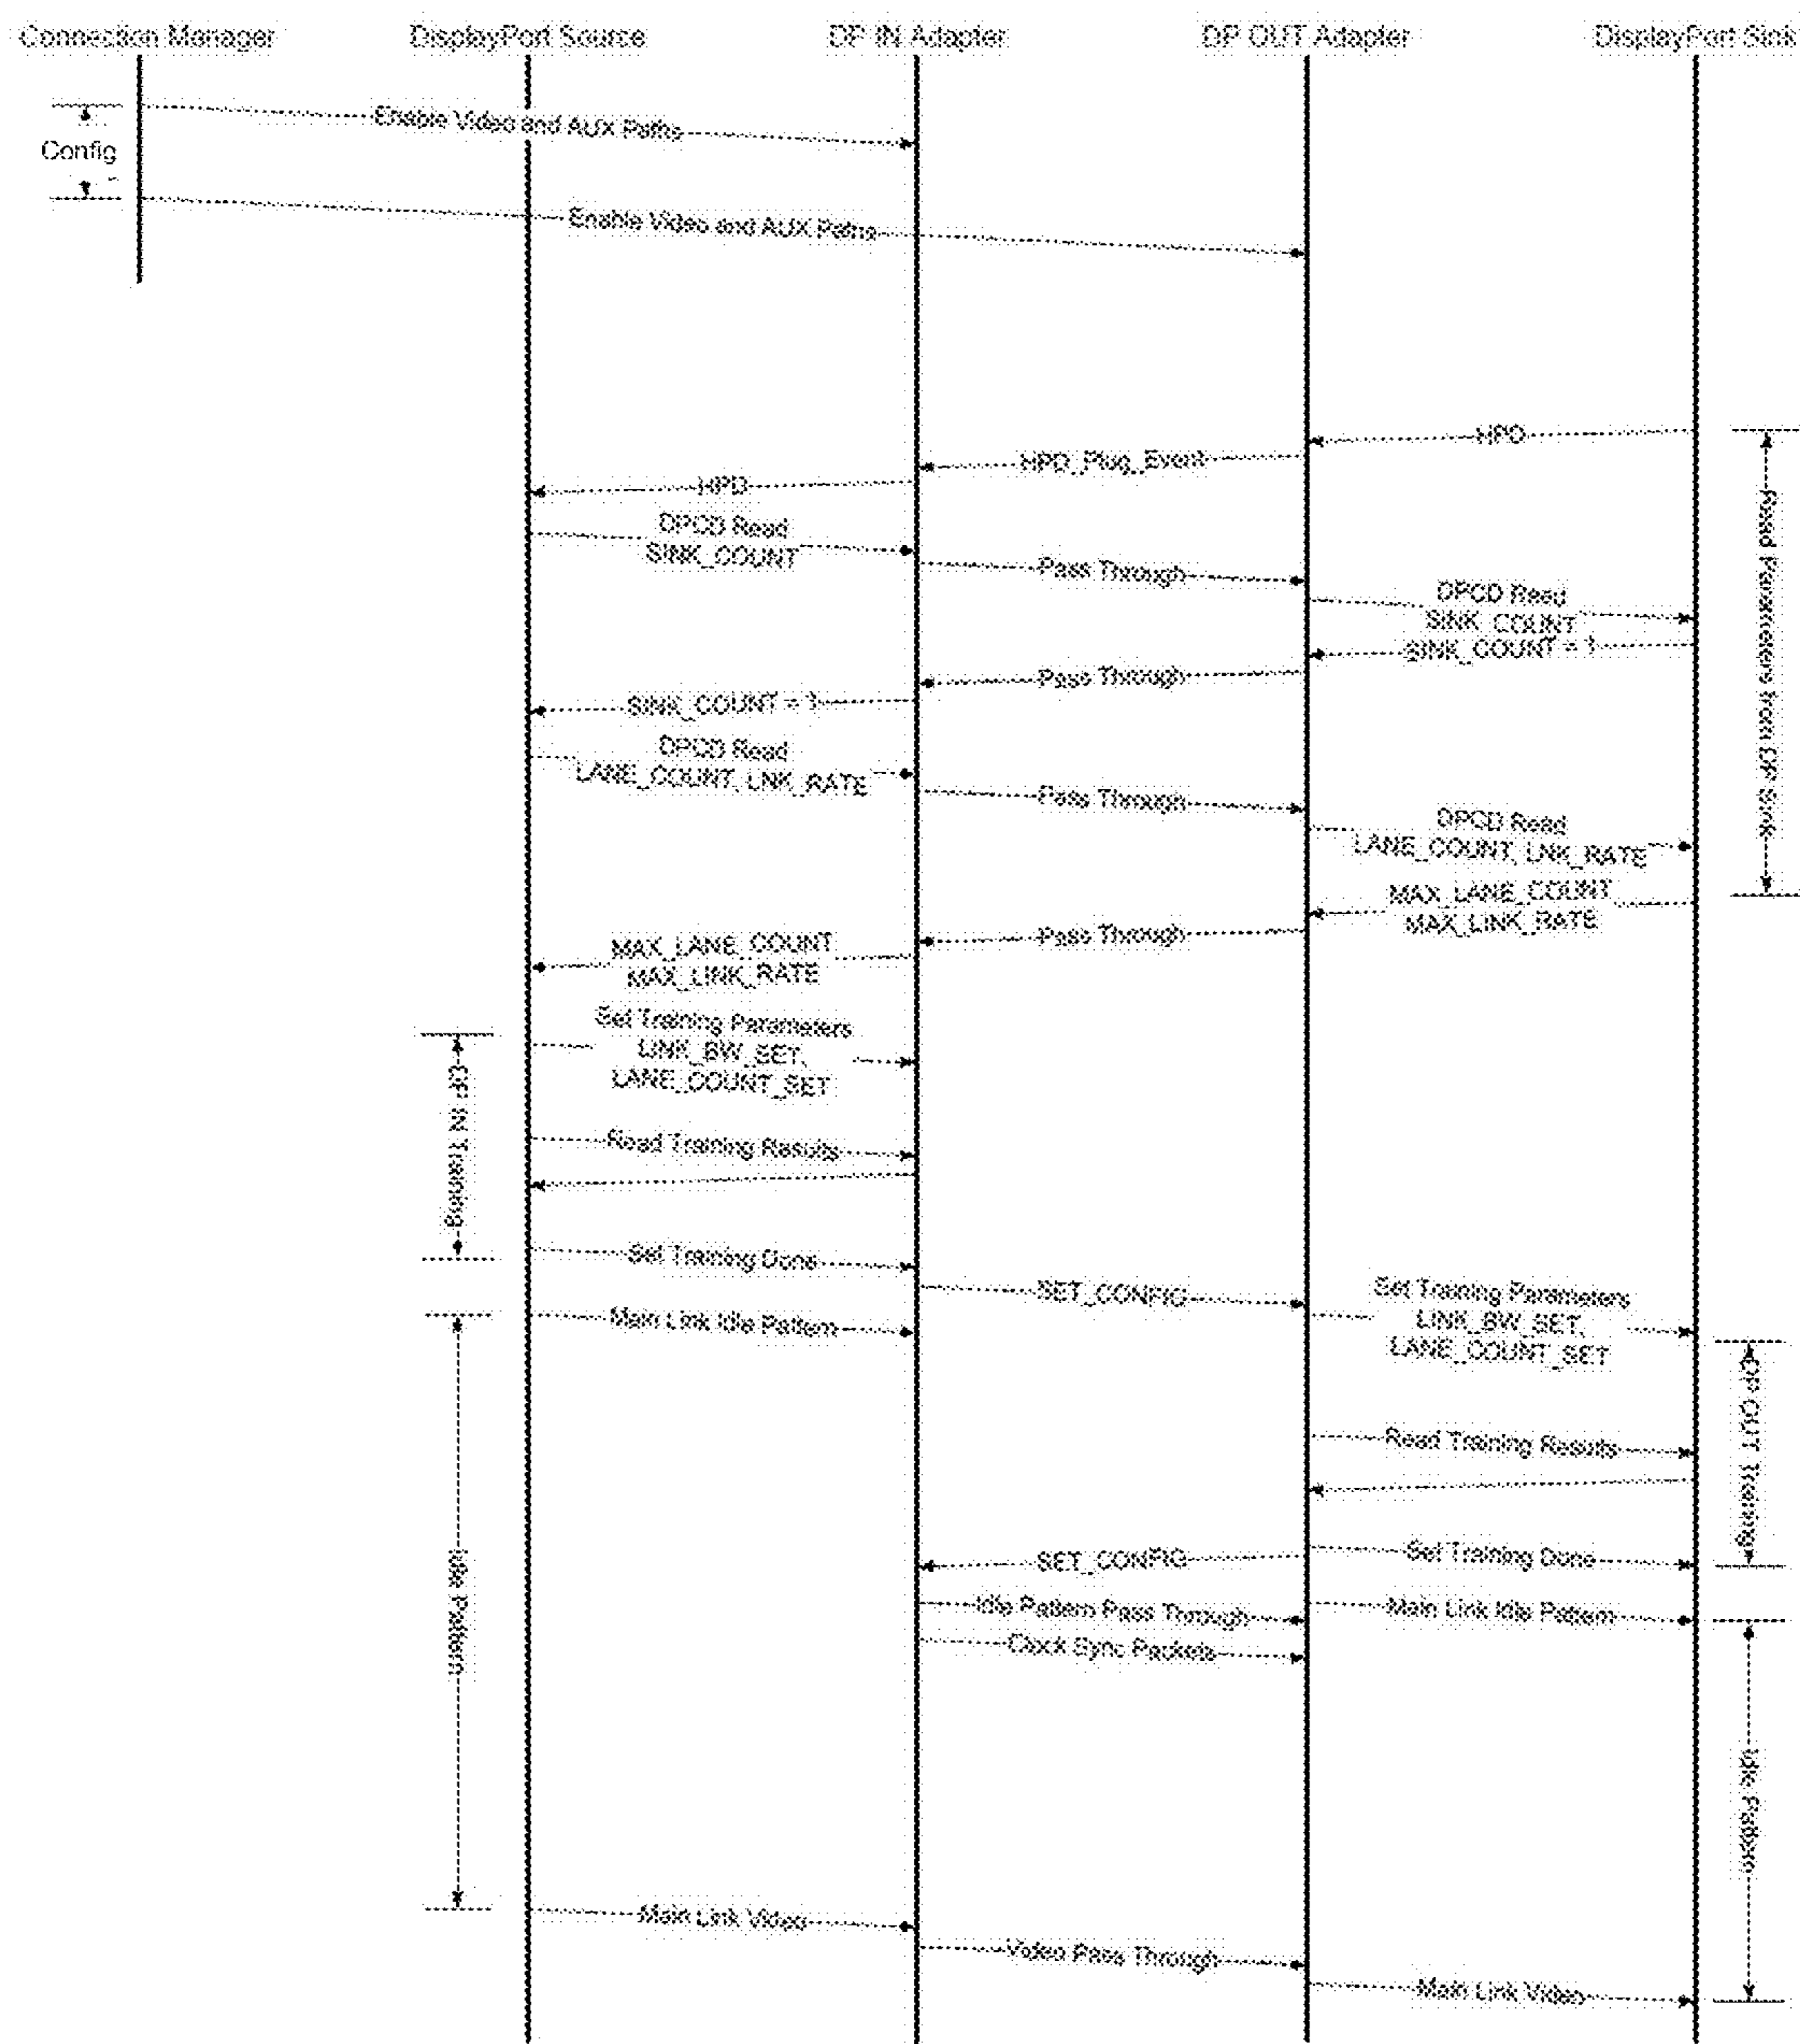 Connection Manager
DisplayPort Source
DP IN Adapter
DP OUT Adapter
DisplayPort Sink
Enable Video and AUX Paths
Config
Enable Video and AUX Paths
HPD
HPD_Plug_Event
HPD
DPCD Read
SINK_COUNT
Pass Through
DPCD Read
SINK_COUNT
SINK_COUNT = 1
Pass Through
SINK_COUNT = 1
DPCD Read
LANE_COUNT, LNK_RATE
Pass Through
DPCD Read
LANE_COUNT, LNK_RATE
Read Parameters from DP Sink
MAX_LANE_COUNT
MAX_LINK_RATE
Pass Through
MAX_LANE_COUNT
MAX_LINK_RATE
Set Training Parameters
LINK_BW_SET,
LANE_COUNT_SET
DP IN Training
Read Training Results
Set Training Done
SET_CONFIG
Set Training Parameters
LINK_BW_SET,
LANE_COUNT_SET
Main Link Idle Pattern
DP OUT Training
Read Training Results
SET_CONFIG
Set Training Done
Idle Pattern
Idle Pattern Pass Through
Main Link Idle Pattern
Clock Sync Packets
Idle Pattern
Main Link Video
Video Pass Through
Main Link Video